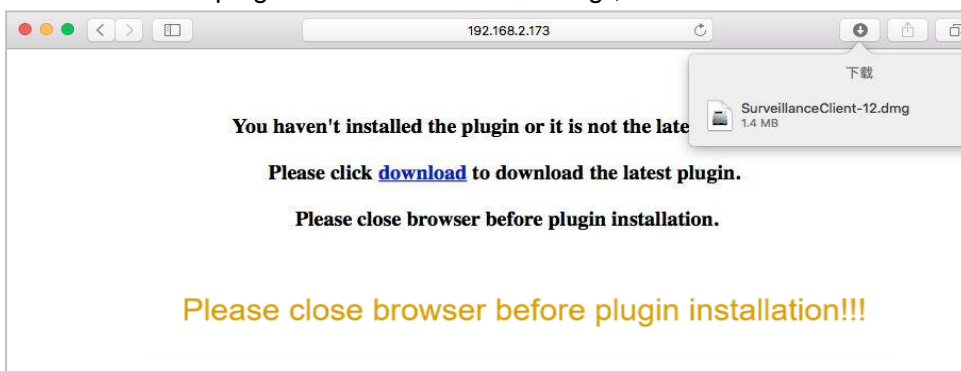 192.168.2.173
下载
SurveillanceClient-12.dmg
1.4 MB
You haven't installed the plugin or it is not the late
Please click download to download the latest plugin.
Please close browser before plugin installation.
Please close browser before plugin installation!!!